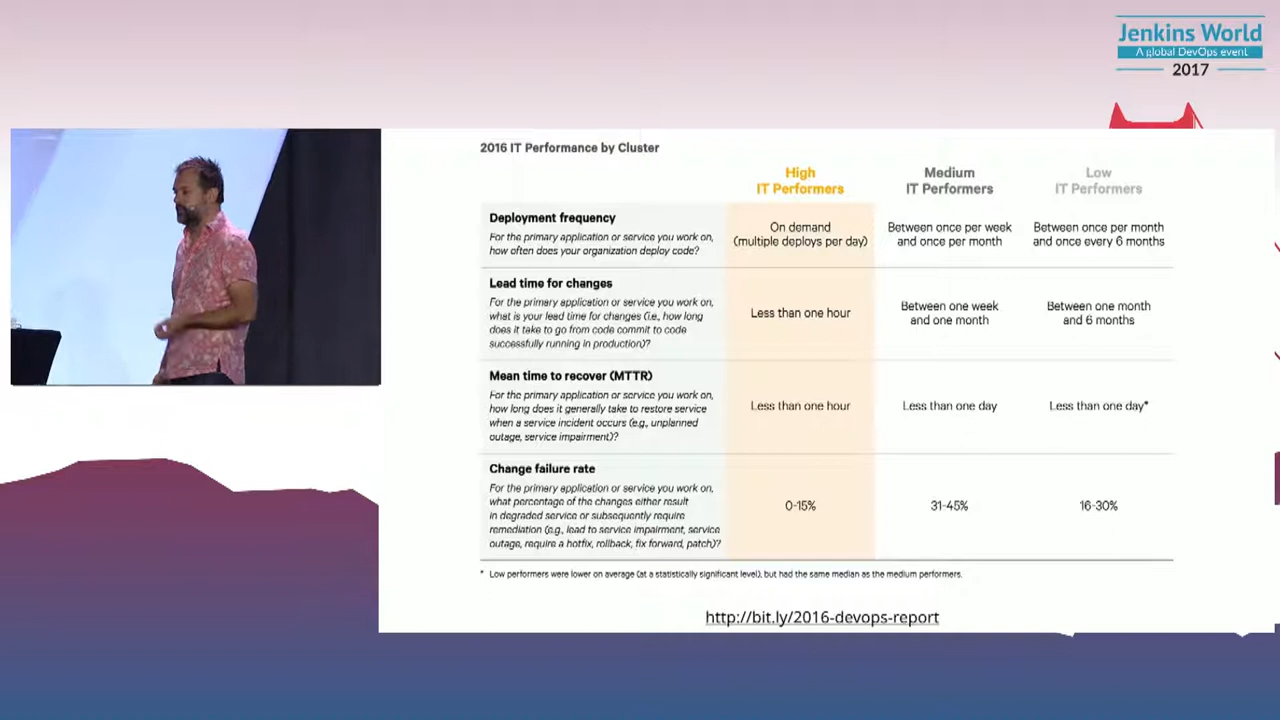 Jenkins World
A global DevOps event
2017
2016 IT Performance by Cluster
High
IT Performers
Medium
IT Performers
Low
IT Performers
Deployment frequency
For the primary application or service you work on,
how often does your organization deploy code?
On demand
(multiple deploys per day)
Between once per week
and once per month
Between once per month
and once every 6 months
Lead time for changes
For the primary application or service you work on,
what is your lead time for changes (i.e., how long
does it take to go from code commit to code
successfully running in production)?
Less than one hour
Between one week
and one month
Between one month
and 6 months
Mean time to recover (MTTR)
For the primary application or service you work on,
how long does it generally take to restore service
when a service incident occurs (e.g., unplanned
outage, service impairment)?
Less than one hour
Less than one day
Less than one day*
Change failure rate
For the primary application or service you work on,
what percentage of the changes either result
in degraded service or subsequently require
remediation (e.g., lead to service impairment, service
outage, require a hotfix, rollback, fix forward, patch)?
0-15%
31-45%
16-30%
* Low performers were lower on average (at a statistically significant level), but had the same median as the medium performers.
http://bit.ly/2016-devops-report